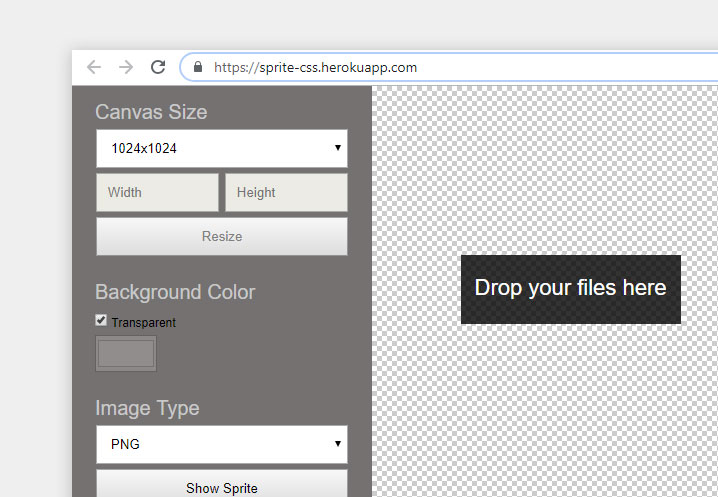 https://sprite-css.herokuapp.com
Canvas Size
1024x1024
Width Height
Resize
Background Color
Transparent
Image Type
PNG
Show Sprite
Drop your files here